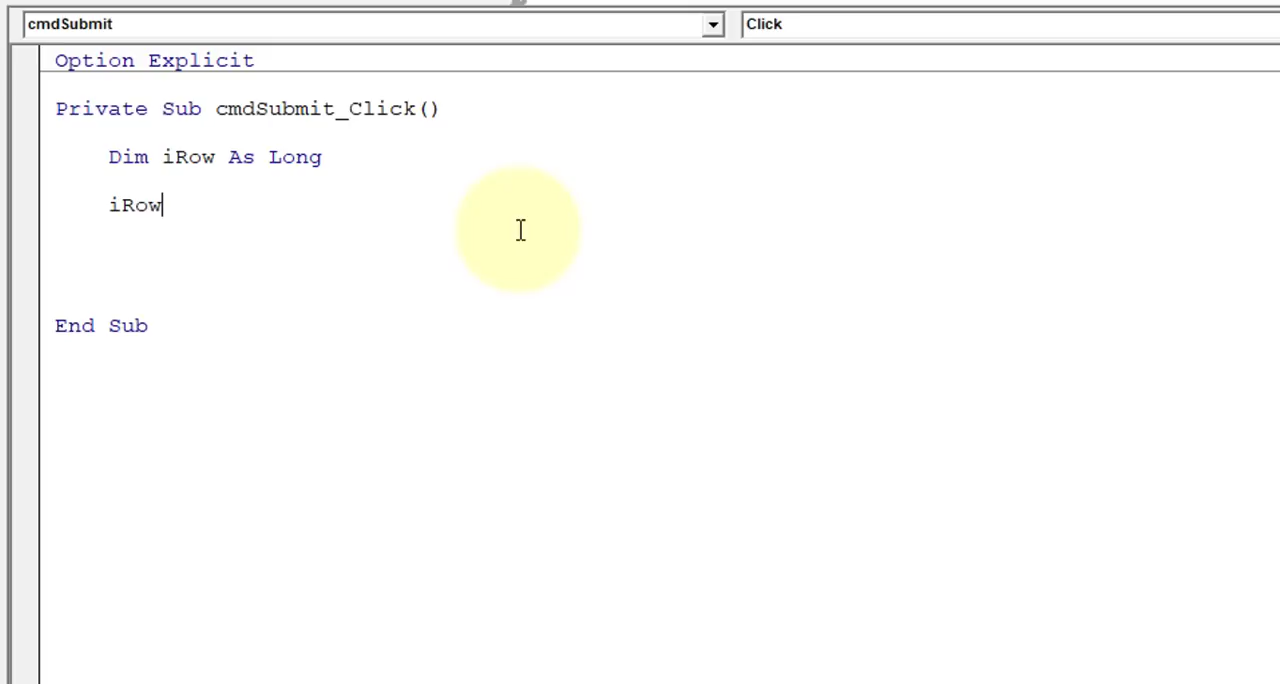 cmdSubmit
Click
Option Explicit
Private Sub cmdSubmit_Click()
Dim iRow As Long
iRow
End Sub